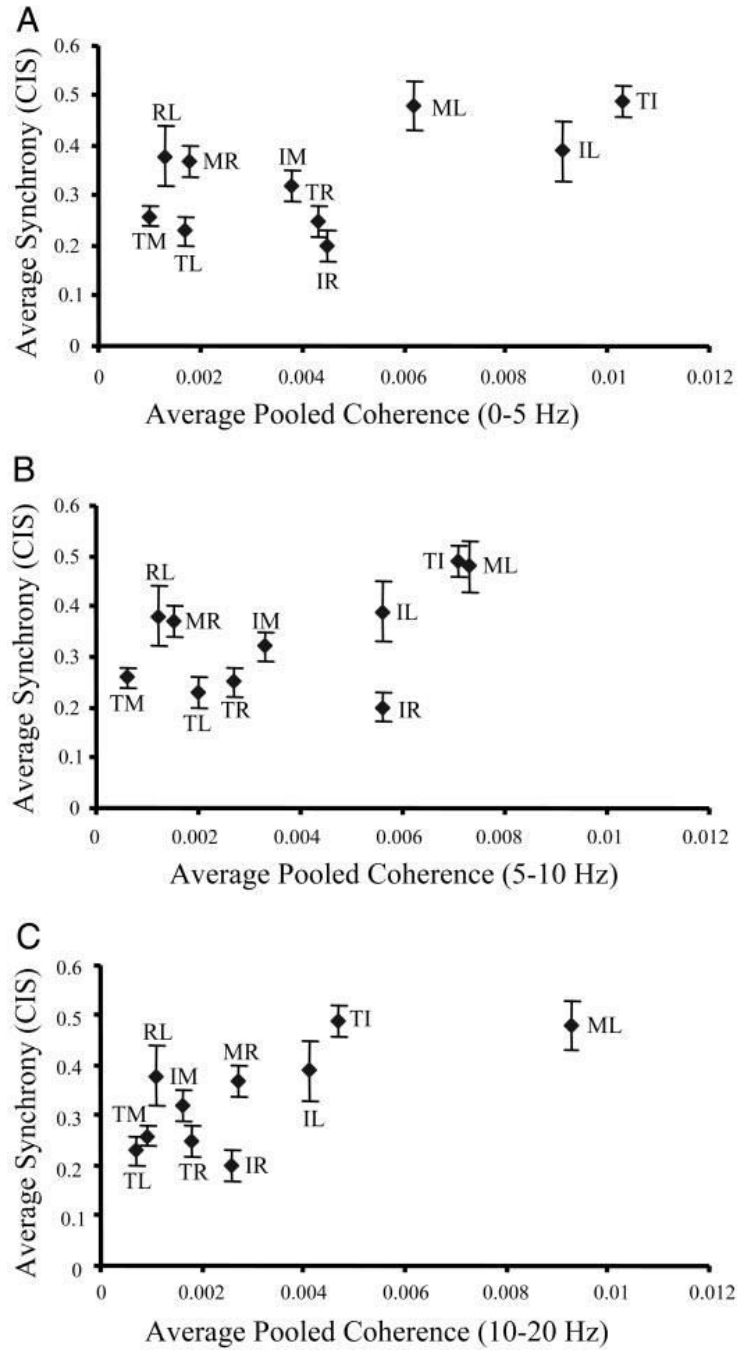 A
Average Synchrony (CIS)
0.6
0.5
0.4
0.3
0.2
0.1
0
RL
MR
TM
TL
IM
TR
IR
ML
IL
TI
0 0.002 0.004 0.006 0.008 0.01 0.012
Average Pooled Coherence (0-5 Hz)
B
Average Synchrony (CIS)
0.6
0.5
0.4
0.3
0.2
0.1
0
RL
MR
TM
TL
TR
IM
IL
IR
TI
ML
0 0.002 0.004 0.006 0.008 0.01 0.012
Average Pooled Coherence (5-10 Hz)
C
Average Synchrony (CIS)
0.6
0.5
0.4
0.3
0.2
0.1
0
RL
IM
MR
TM
TL
TR
IR
IL
TI
ML
0 0.002 0.004 0.006 0.008 0.01 0.012
Average Pooled Coherence (10-20 Hz)